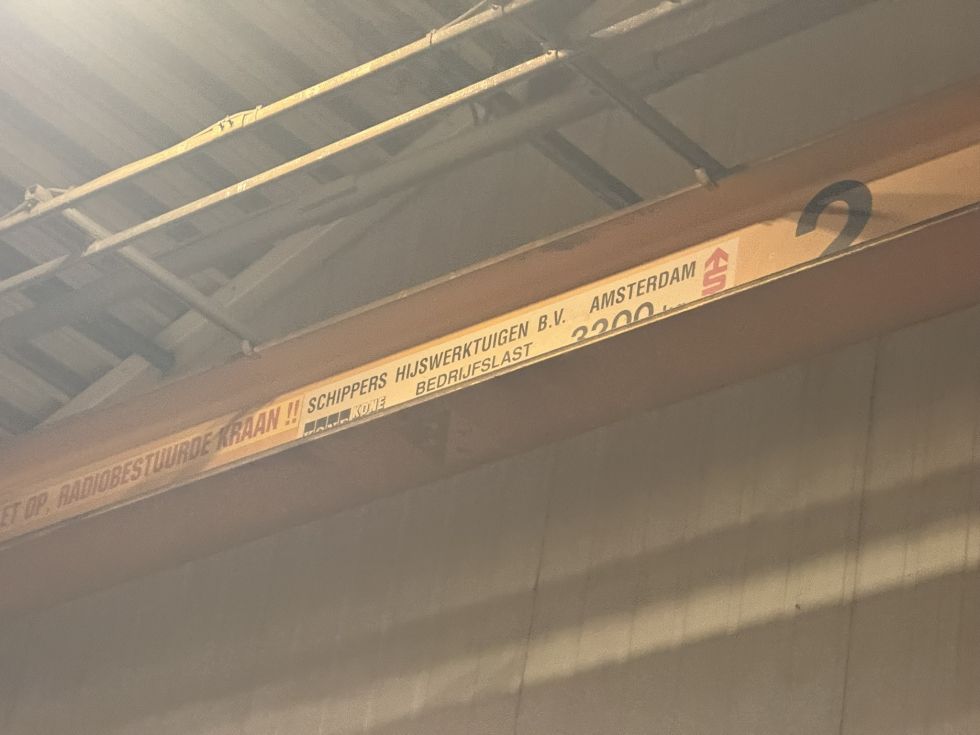 ET OP, RADIOBESTUURDE KRAAN !!
SCHIPPERS HIJSWERKTUIGEN B.V. AMSTERDAM
KONE BEDRIJFSLAST
2